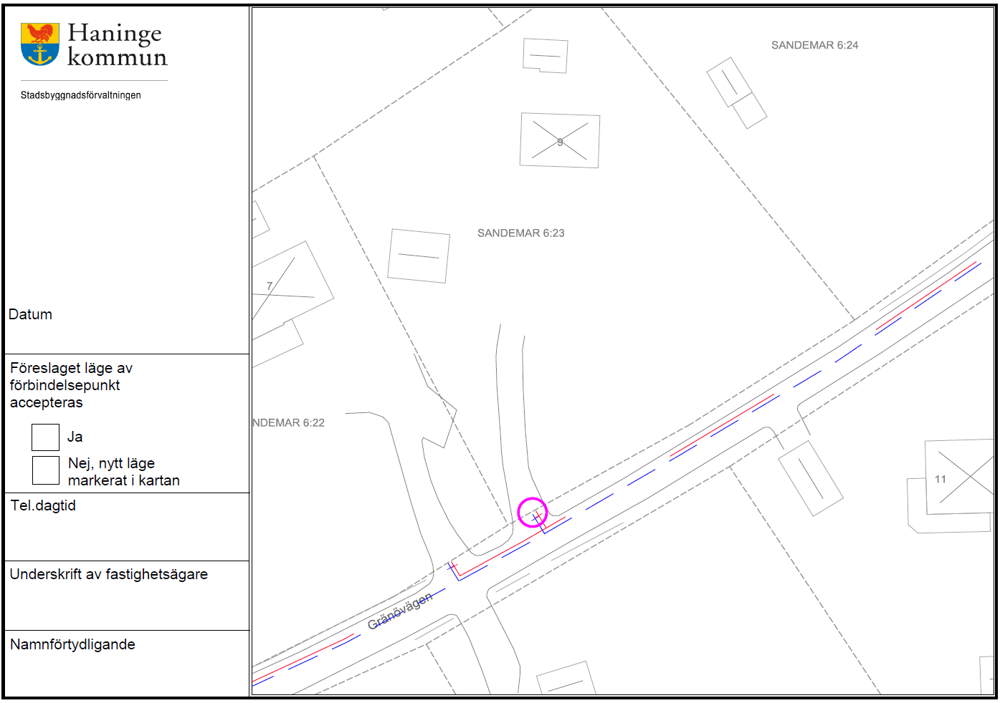 Haninge
kommun
Stadsbyggnadsförvaltningen
Datum
Föreslaget läge av
förbindelsepunkt
accepteras
Ja
Nej, nytt läge
markerat i kartan
Tel.dagtid
Underskrift av fastighetsägare
Namnförtydligande
SANDEMAR 6:24
9
SANDEMAR 6:23
7
NDEMAR 6:22
11
Gränövägen